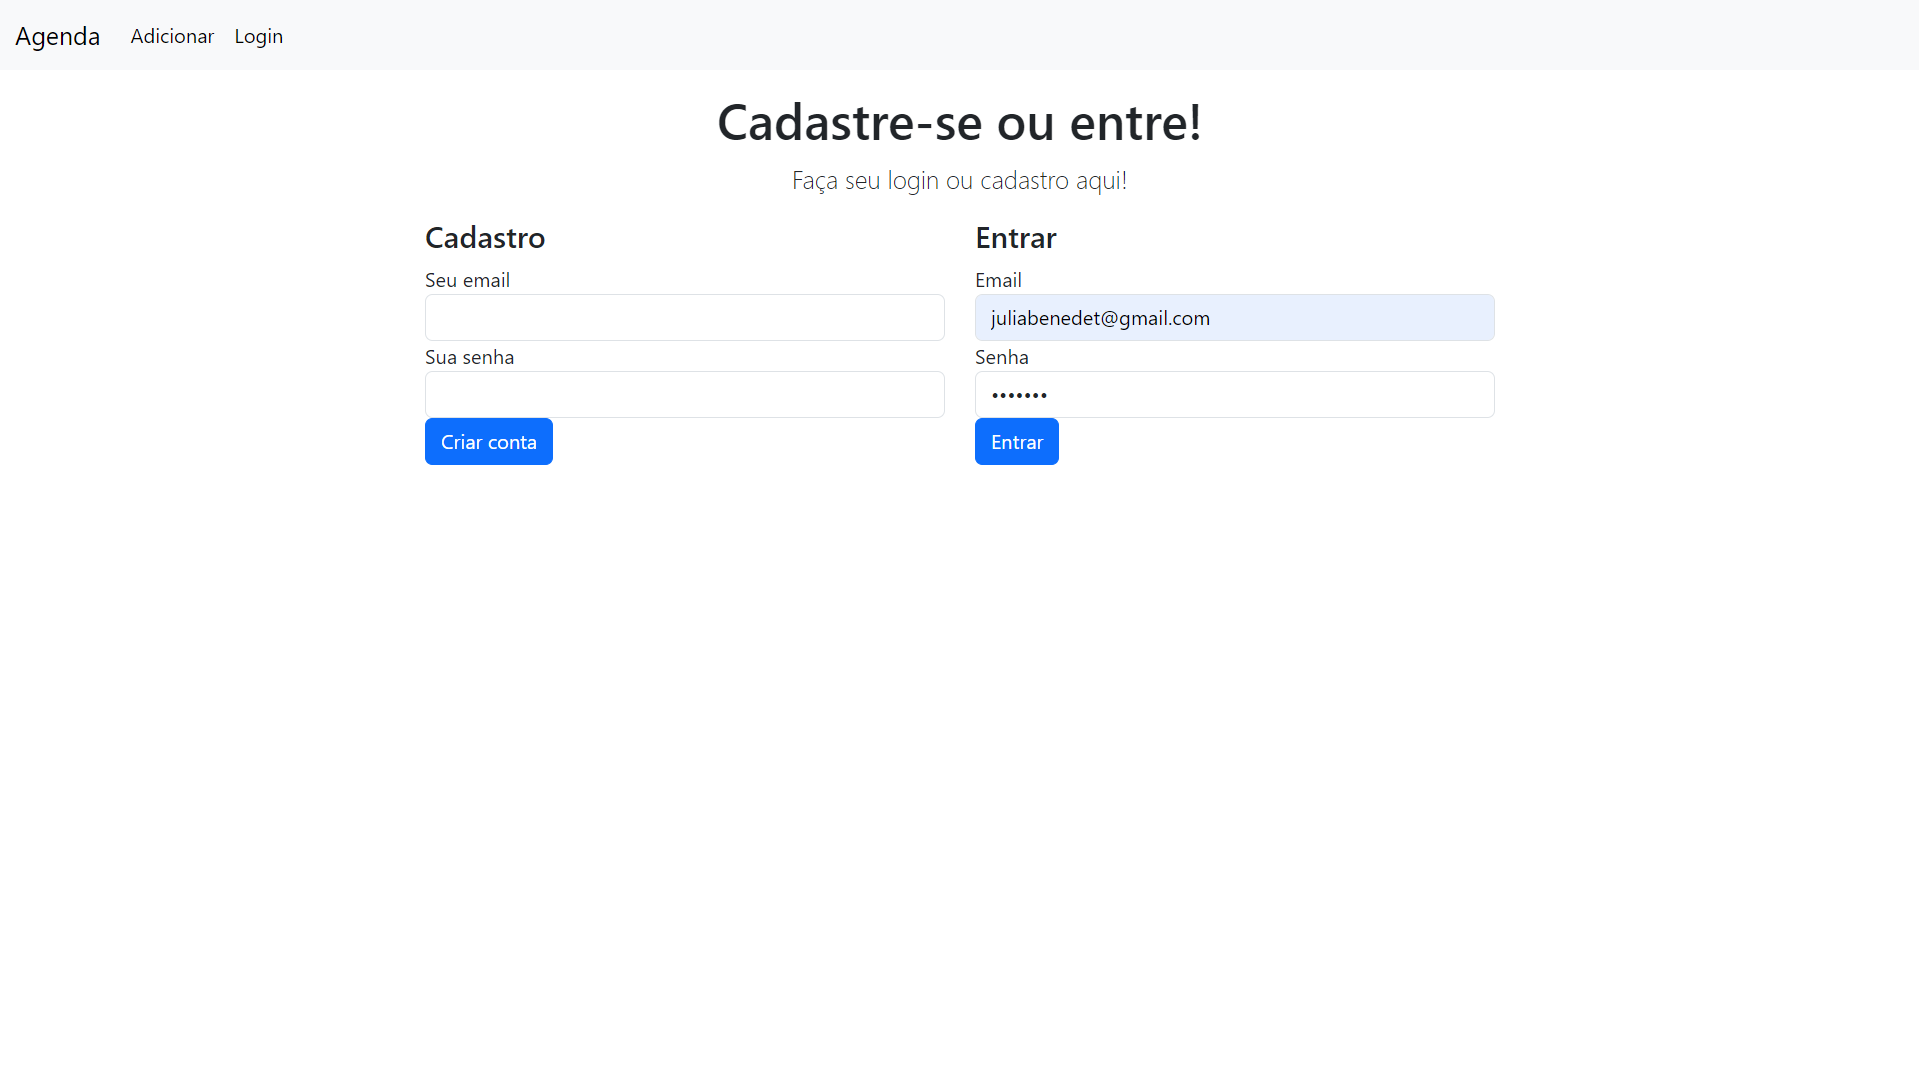 Agenda Adicionar Login
Cadastre-se ou entre!
Faça seu login ou cadastro aqui!
Cadastro
Seu email
Sua senha
Criar conta
Entrar
Email
juliabenedet@gmail.com
Senha
•••••••
Entrar